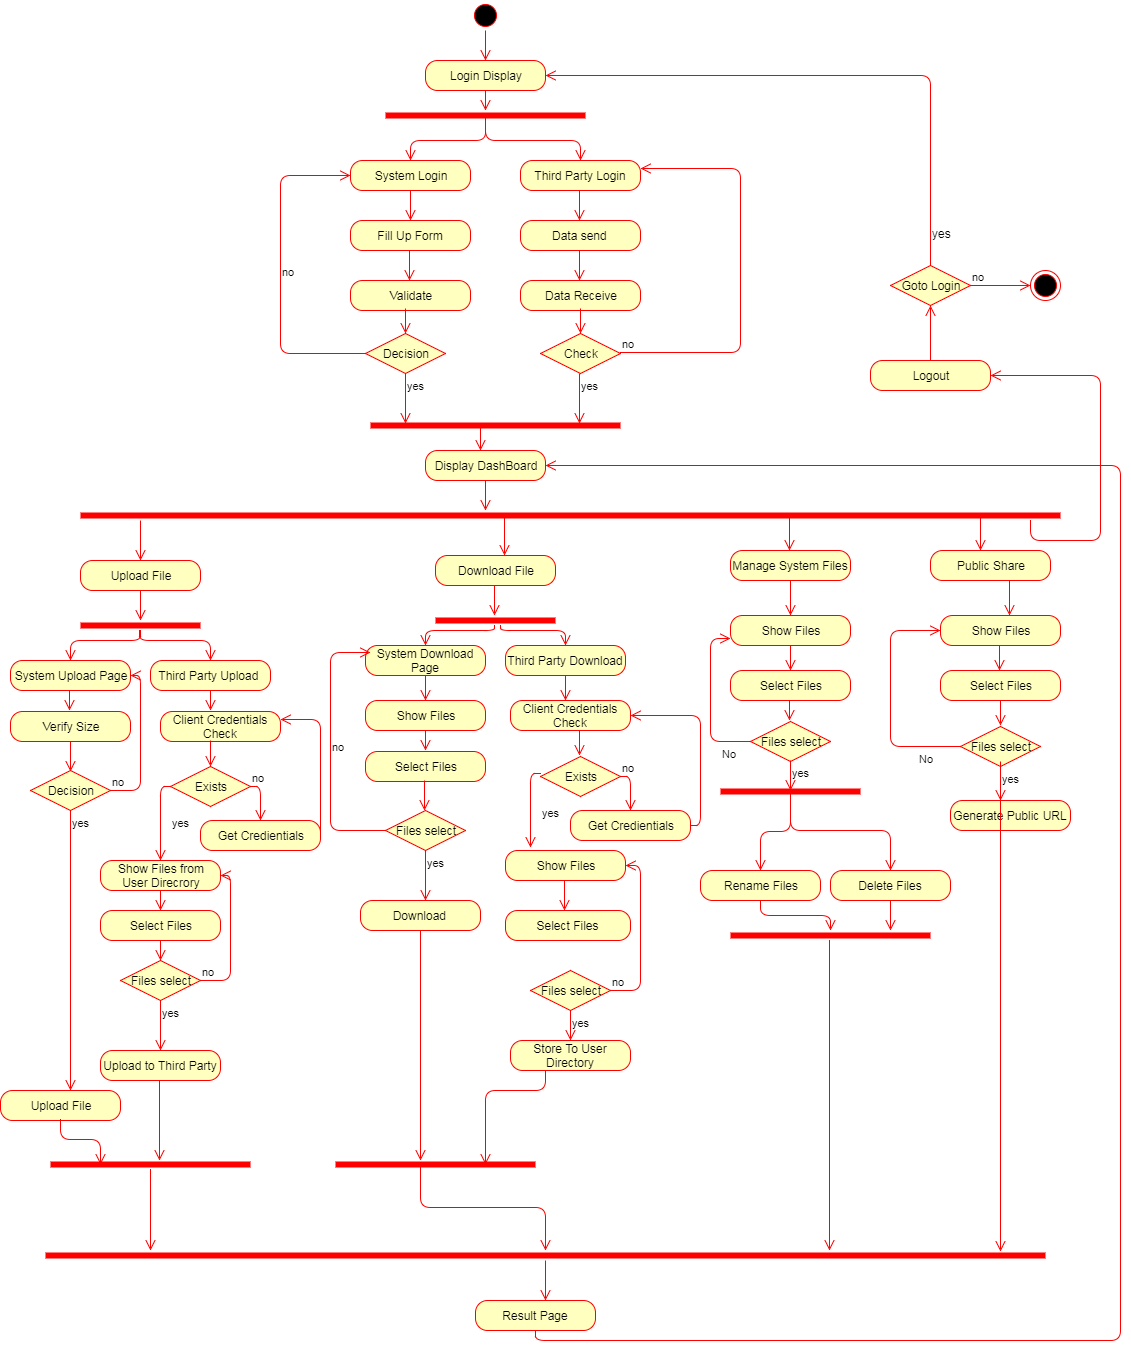 Login Display
System Login
Third Party Login
Fill Up Form
Data send
yes
no
Validate
Data Receive
Goto Login
no
Decision
Check
no
yes
yes
Logout
Display DashBoard
Upload File
Download File
Manage System Files
Public Share
System Upload Page
Third Party Upload
System Download
Page
Third Party Download
Show Files
Show Files
Verify Size
Client Credentials
Check
Show Files
Client Credentials
Check
Select Files
Select Files
no
Select Files
Files select
No
Files select
No
Decision
no
Exists
no
Exists
no
yes
yes
yes
yes
Get Credientials
Files select
yes
Get Credientials
Generate Public URL
Show Files from
User Direcrory
yes
Show Files
Rename Files
Delete Files
Select Files
Download
Select Files
Files select
no
Files select
no
yes
yes
Upload to Third Party
Store To User
Directory
Upload File
Result Page